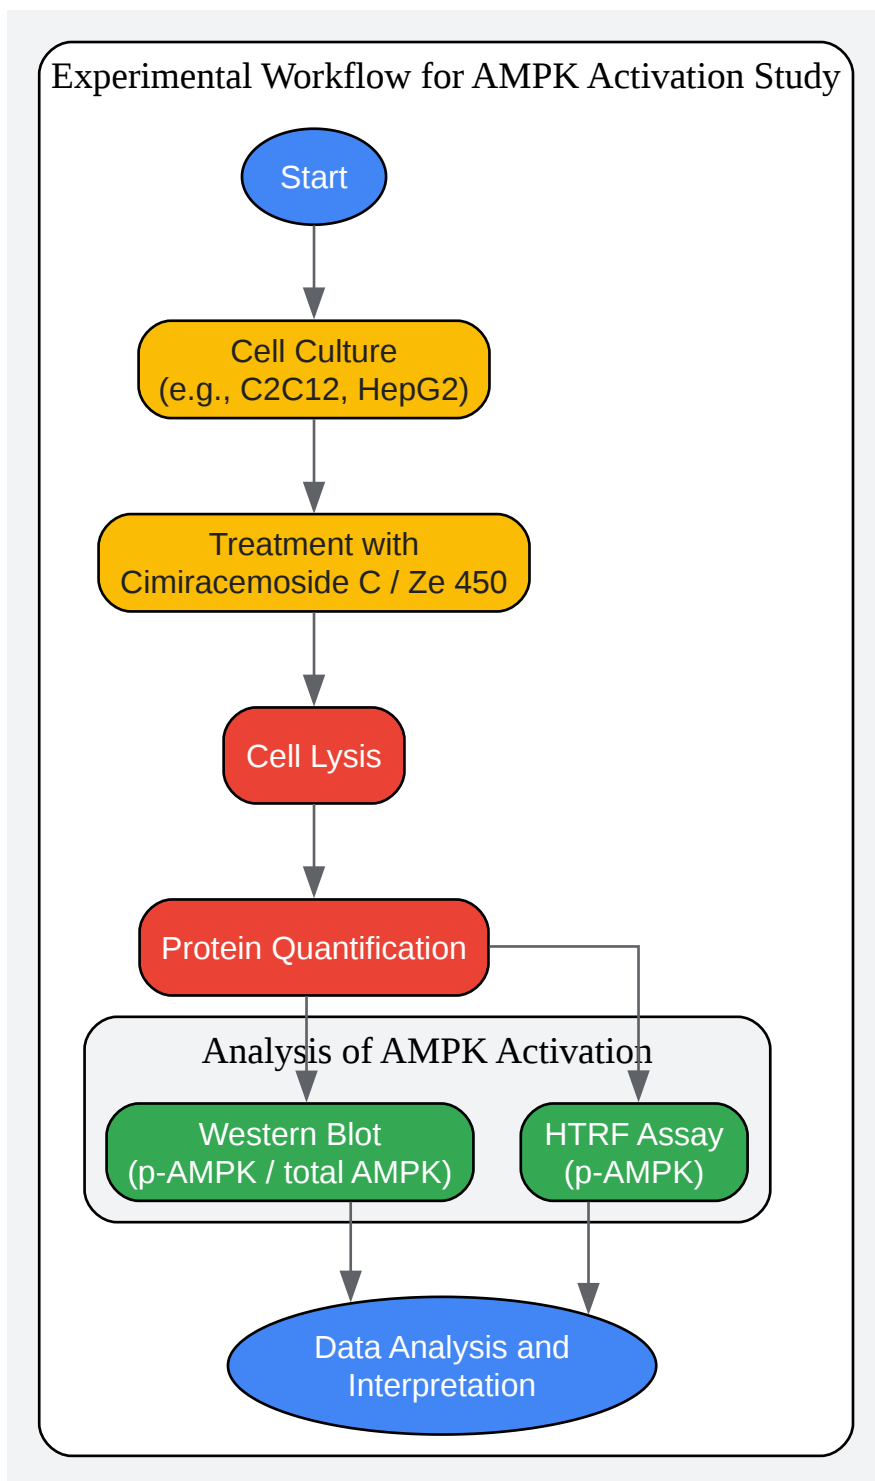 Experimental Workflow for AMPK Activation Study
Start
Cell Culture
(e.g., C2C12, HepG2)
Treatment with
Cimiracemoside C / Ze 450
Cell Lysis
Protein Quantification
Analysis of AMPK Activation
Western Blot
(p-AMPK / total AMPK)
HTRF Assay
(p-AMPK)
Data Analysis and
Interpretation